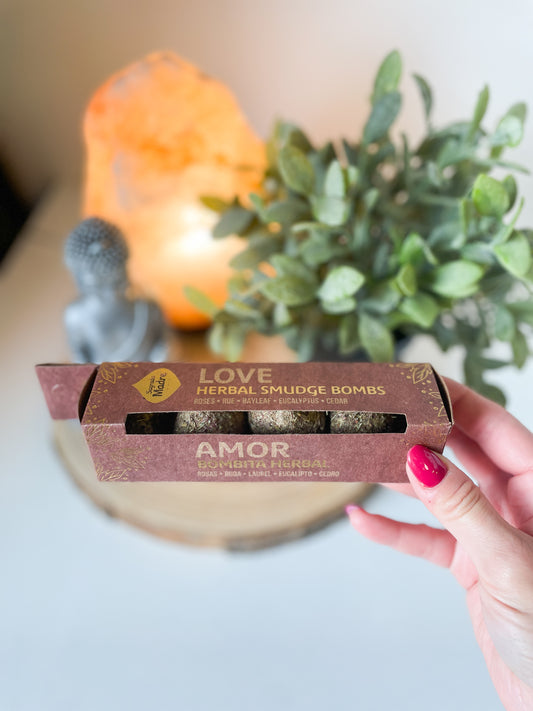 Sagrada
Madre
LOVE
HERBAL SMUDGE BOMBS
ROSES • RUE • BAYLEAF • EUCALYPTUS • CEDAR
AMOR
BOMBITA HERBAL
ROSAS • RUDA • LAUREL • EUCALIPTO • CEDRO